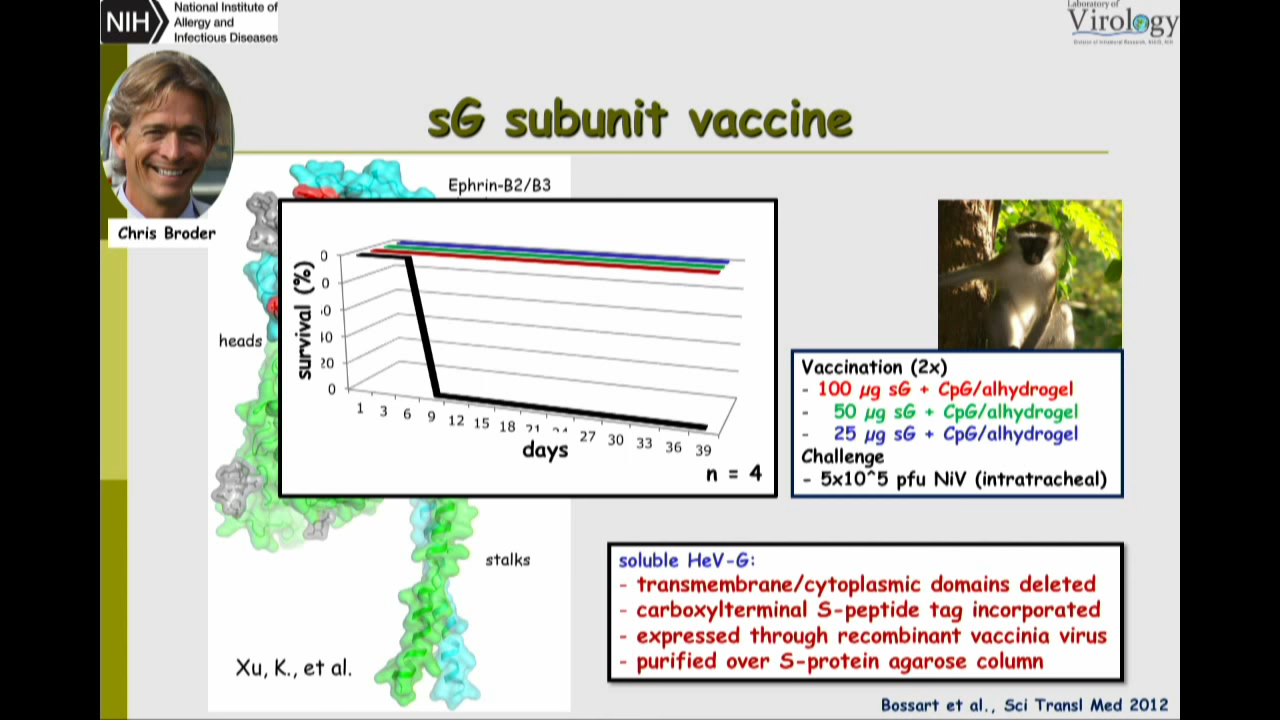 NIH
National Institute of
Allergy and
Infectious Diseases
Laboratory of
Virology
sG subunit vaccine
Chris Broder
Ephrin-B2/B3
heads
stalks
survival (%)
0
0
0
10
20
0
1 3 6 9 12 15 18 21 24 27 30 33 36 39
days
n = 4
Vaccination (2x)
- 100 µg sG + CpG/alhydrogel
- 50 µg sG + CpG/alhydrogel
- 25 µg sG + CpG/alhydrogel
Challenge
- 5x10^5 pfu NiV (intratracheal)
soluble HeV-G:
- transmembrane/cytoplasmic domains deleted
- carboxylterminal S-peptide tag incorporated
- expressed through recombinant vaccinia virus
- purified over S-protein agarose column
Xu, K., et al.
Bossart et al., Sci Transl Med 2012